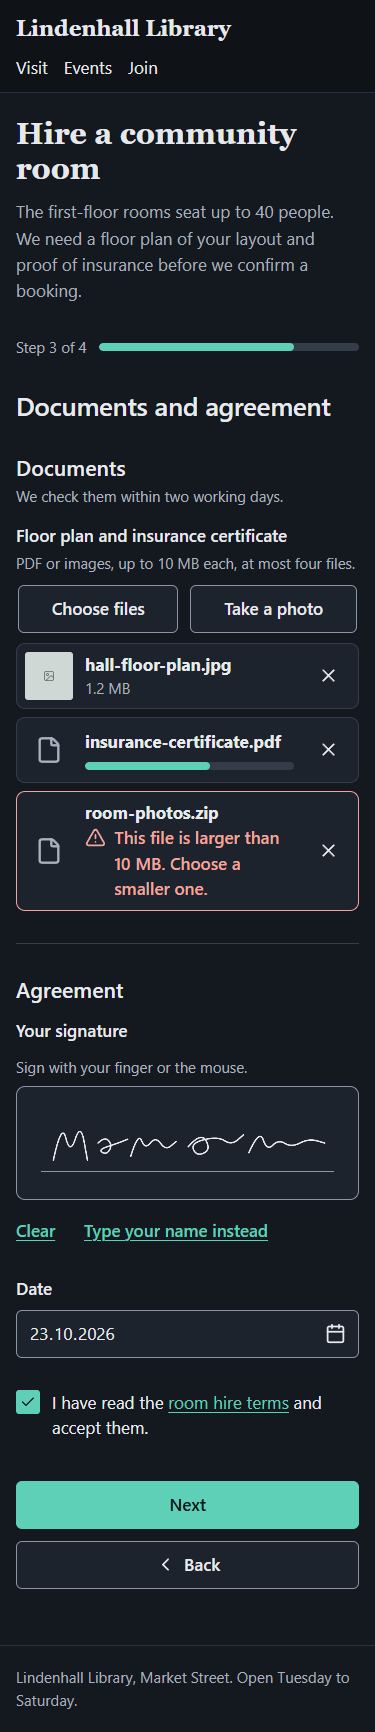 Lindenhall Library
Visit Events Join
Hire a community
room
The first-floor rooms seat up to 40 people.
We need a floor plan of your layout and
proof of insurance before we confirm a
booking.
Step 3 of 4
Documents and agreement
Documents
We check them within two working days.
Floor plan and insurance certificate
PDF or images, up to 10 MB each, at most four files.
Choose files Take a photo
hall-floor-plan.jpg
1.2 MB
insurance-certificate.pdf
room-photos.zip
This file is larger than
10 MB. Choose a
smaller one.
Agreement
Your signature
Sign with your finger or the mouse.
Clear Type your name instead
Date
23.10.2026
I have read the room hire terms and
accept them.
Next
Back
Lindenhall Library, Market Street. Open Tuesday to
Saturday.